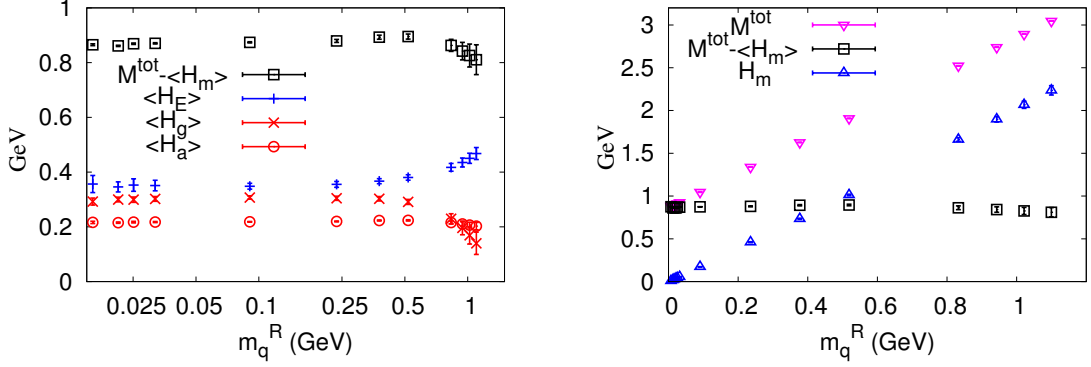 1
0.8
0.6
0.4
0.2
0
GeV
M^tot-<H_m>
<H_E>
<H_g>
<H_a>
0.025 0.05 0.1 0.25 0.5 1
m_q^R (GeV)
3
2.5
2
1.5
1
0.5
0
GeV
M^tot
M^tot-<H_m>
H_m
0 0.2 0.4 0.6 0.8 1
m_q^R (GeV)